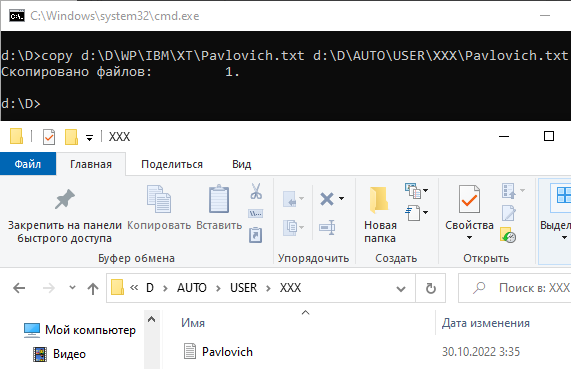 C:\Windows\system32\cmd.exe
d:\D>copy d:\D\WP\IBM\XT\Pavlovich.txt d:\D\AUTO\USER\XXX\Pavlovich.txt
Скопировано файлов:         1.
d:\D>
XXX
Файл Главная Поделиться Вид
Закрепить на панели быстрого доступа
Копировать
Вставить
Новая папка
Свойства
Выдел
Буфер обмена Упорядочить Создать Открыть
« D > AUTO > USER > XXX
Поиск в: XXX
Мой компьютер
Видео
Имя Дата изменения
Pavlovich 30.10.2022 3:35